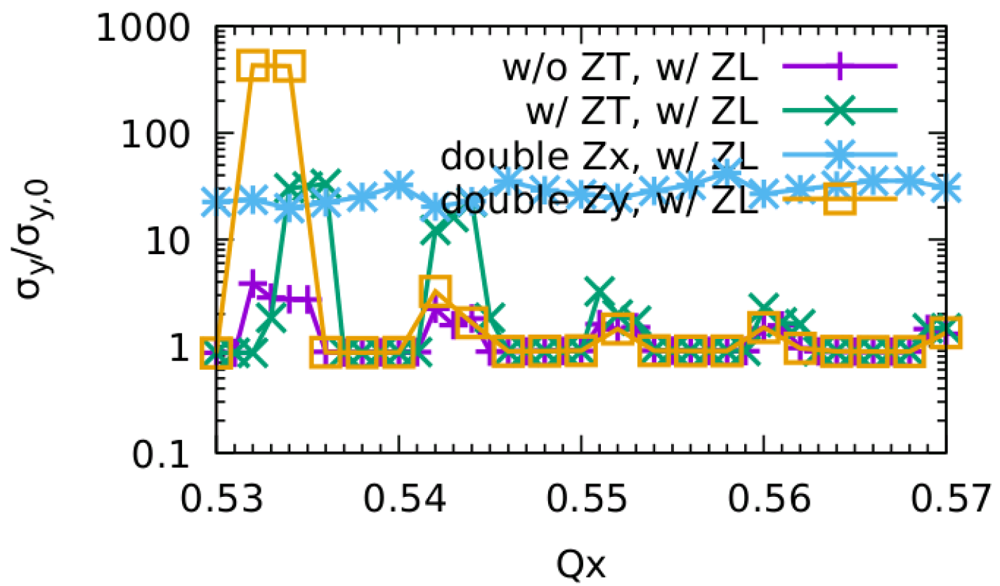 1000
100
10
1
0.1
σy/σy,0
w/o ZT, w/ ZL
w/ ZT, w/ ZL
double Zx, w/ ZL
double Zy, w/ ZL
0.53 0.54 0.55 0.56 0.57
Qx